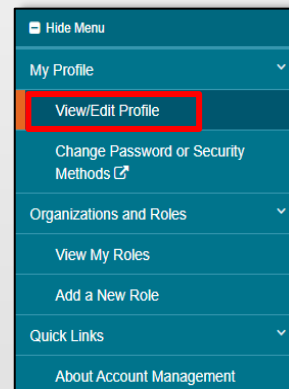 Hide Menu
My Profile
View/Edit Profile
Change Password or Security
Methods
Organizations and Roles
View My Roles
Add a New Role
Quick Links
About Account Management